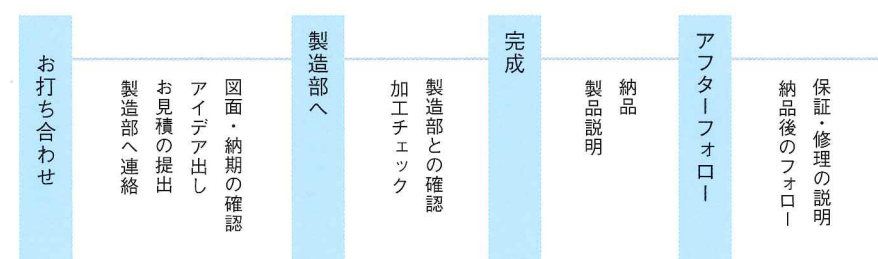 お打ち合わせ
図面・納期の確認
アイデア出し
お見積の提出
製造部へ連絡
製造部へ
製造部との確認
加工チェック
完成
納品
製品説明
アフターフォロー
保証・修理の説明
納品後のフォロー